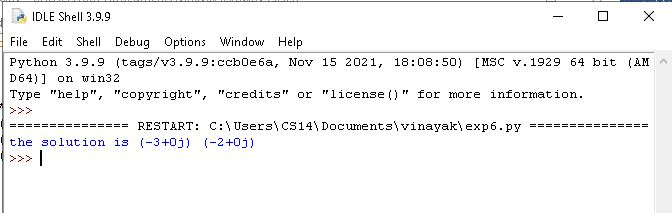 IDLE Shell 3.9.9
File Edit Shell Debug Options Window Help
Python 3.9.9 (tags/v3.9.9:ccb0e6a, Nov 15 2021, 18:08:50) [MSC v.1929 64 bit (AM
D64)] on win32
Type "help", "copyright", "credits" or "license()" for more information.
>>>
============== RESTART: C:\Users\CS14\Documents\vinayak\exp6.py ===============
the solution is (-3+0j) (-2+0j)
>>>